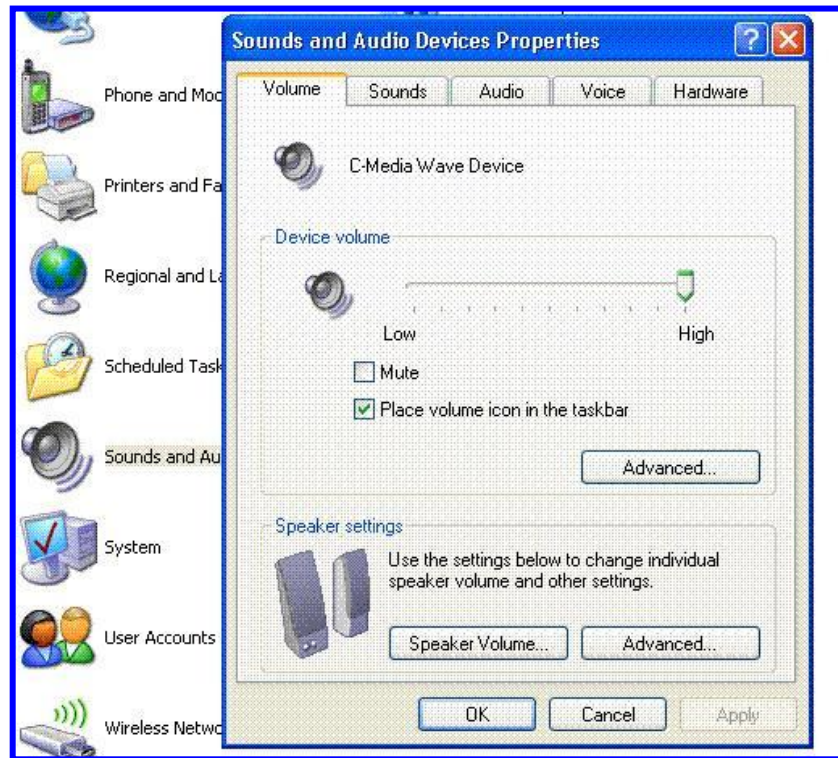 Sounds and Audio Devices Properties
Volume
Sounds
Audio
Voice
Hardware
C-Media Wave Device
Device volume
Low
High
Mute
Place volume icon in the taskbar
Advanced...
Speaker settings
Use the settings below to change individual
speaker volume and other settings.
Speaker Volume...
Advanced...
OK
Cancel
Apply
Phone and Moc
Printers and Fa
Regional and La
Scheduled Task
Sounds and Au
System
User Accounts
Wireless Netwo